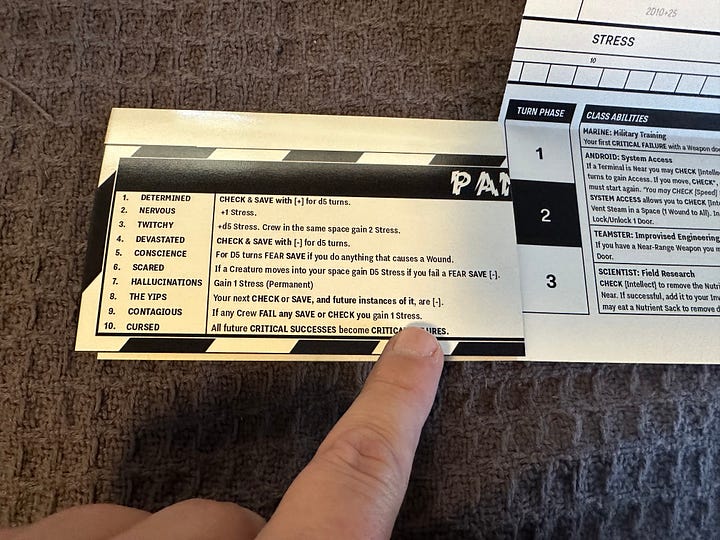 2D10+25
STRESS
10
PAN
1. DETERMINED CHECK & SAVE with [+] for d5 turns.
2. NERVOUS +1 Stress.
3. TWITCHY +d5 Stress. Crew in the same space gain 2 Stress.
4. DEVASTATED CHECK & SAVE with [-] for d5 turns.
5. CONSCIENCE For D5 turns FEAR SAVE if you do anything that causes a Wound.
6. SCARED If a Creature moves into your space gain D5 Stress if you fail a FEAR SAVE [-].
7. HALLUCINATIONS Gain 1 Stress (Permanent)
8. THE YIPS Your next CHECK or SAVE, and future instances of it, are [-].
9. CONTAGIOUS If any Crew FAIL any SAVE or CHECK you gain 1 Stress.
10. CURSED All future CRITICAL SUCCESSES become
TURN PHASE
1
2
3
CLASS ABILITIES
MARINE: Military Training
Your first CRITICAL FAILURE with a Weapon
ANDROID: System Access
If a Terminal is Near you may CHECK [Intellect]
turns to gain Access. If you move, CHECK*,
must start again. *You may CHECK [Speed]
SYSTEM ACCESS allows you to CHECK
Vent Steam in a Space (1 Wound to All).
Lock/Unlock 1 Door.
TEAMSTER: Improvised Engineering
If you have a Near-Range Weapon you
Door.
SCIENTIST: Field Research
CHECK [Intellect] to remove the
Near. If successful, add it to your
may eat a Nutrient Sack to remove